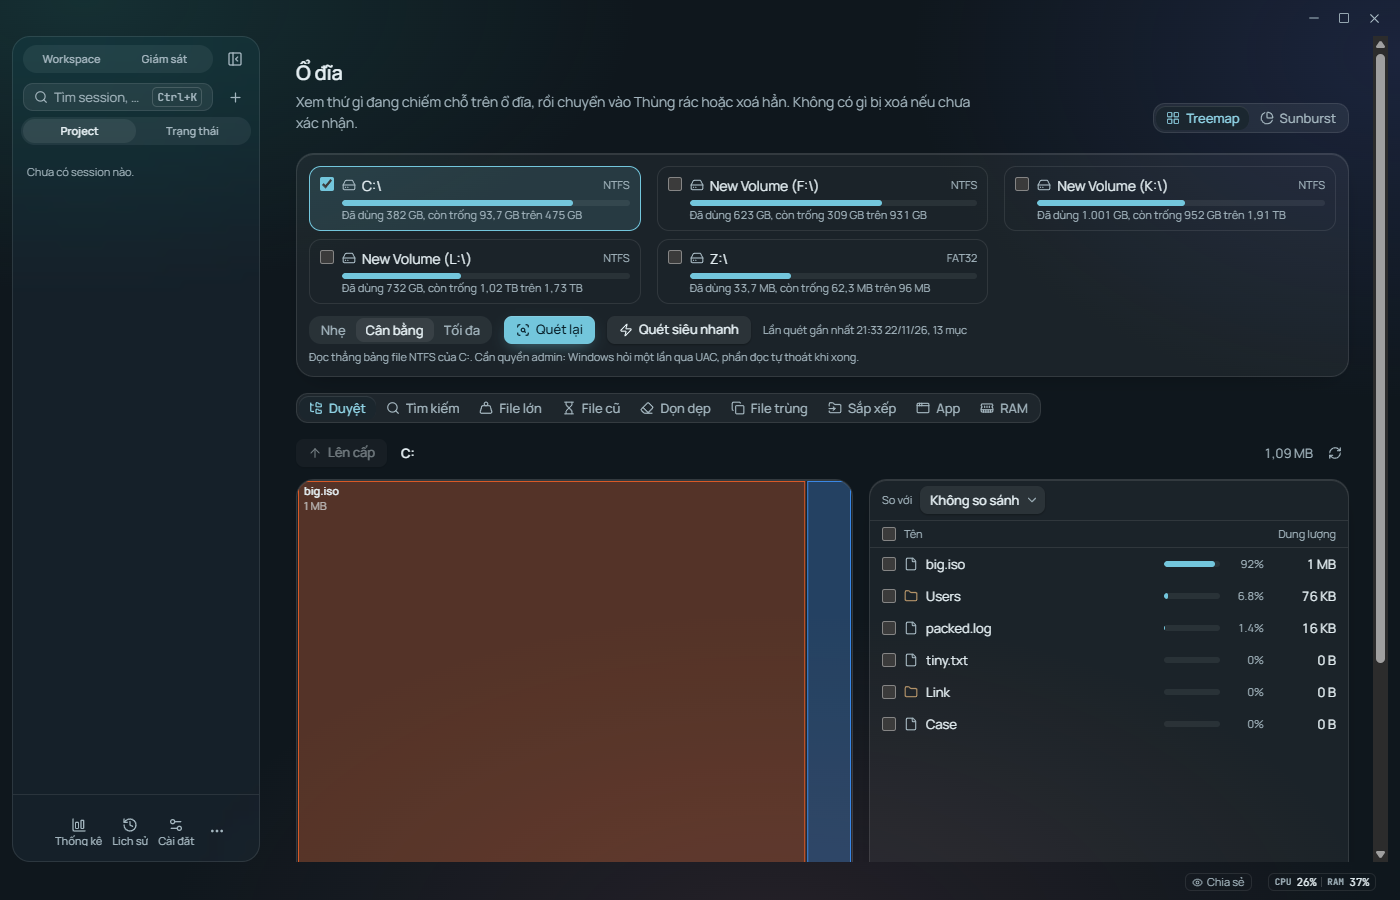 Workspace
Giám sát
Tìm session, ...
Ctrl+K
Project
Trạng thái
Chưa có session nào.
Thống kê
Lịch sử
Cài đặt
Ổ đĩa
Xem thứ gì đang chiếm chỗ trên ổ đĩa, rồi chuyển vào Thùng rác hoặc xoá hẳn. Không có gì bị xoá nếu chưa
xác nhận.
Treemap
Sunburst
C:\
NTFS
Đã dùng 382 GB, còn trống 93,7 GB trên 475 GB
New Volume (F:\)
NTFS
Đã dùng 623 GB, còn trống 309 GB trên 931 GB
New Volume (K:\)
NTFS
Đã dùng 1.001 GB, còn trống 952 GB trên 1,91 TB
New Volume (L:\)
NTFS
Đã dùng 732 GB, còn trống 1,02 TB trên 1,73 TB
Z:\
FAT32
Đã dùng 33,7 MB, còn trống 62,3 MB trên 96 MB
Nhẹ
Cân bằng
Tối đa
Quét lại
Quét siêu nhanh
Lần quét gần nhất 21:33 22/11/26, 13 mục
Đọc thẳng bảng file NTFS của C:. Cần quyền admin: Windows hỏi một lần qua UAC, phần đọc tự thoát khi xong.
Duyệt
Tìm kiếm
File lớn
File cũ
Dọn dẹp
File trùng
Sắp xếp
App
RAM
Lên cấp
C:
1,09 MB
big.iso
1 MB
So với
Không so sánh
Tên
Dung lượng
big.iso 92% 1 MB
Users 6.8% 76 KB
packed.log 1.4% 16 KB
tiny.txt 0% 0 B
Link 0% 0 B
Case 0% 0 B
Chia sẻ
CPU 26% RAM 37%